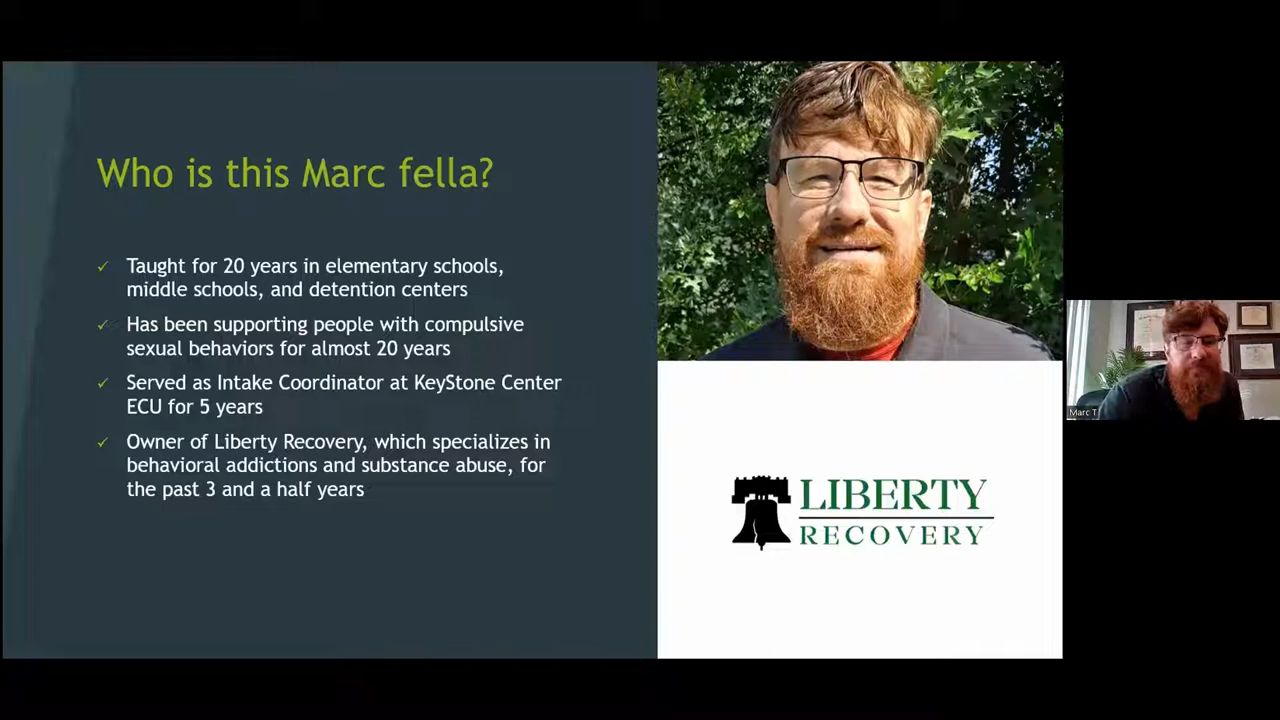 Who is this Marc fella?
Taught for 20 years in elementary schools,
middle schools, and detention centers
Has been supporting people with compulsive
sexual behaviors for almost 20 years
Served as Intake Coordinator at KeyStone Center
ECU for 5 years
Owner of Liberty Recovery, which specializes in
behavioral addictions and substance abuse, for
the past 3 and a half years
LIBERTY
RECOVERY
Marc T